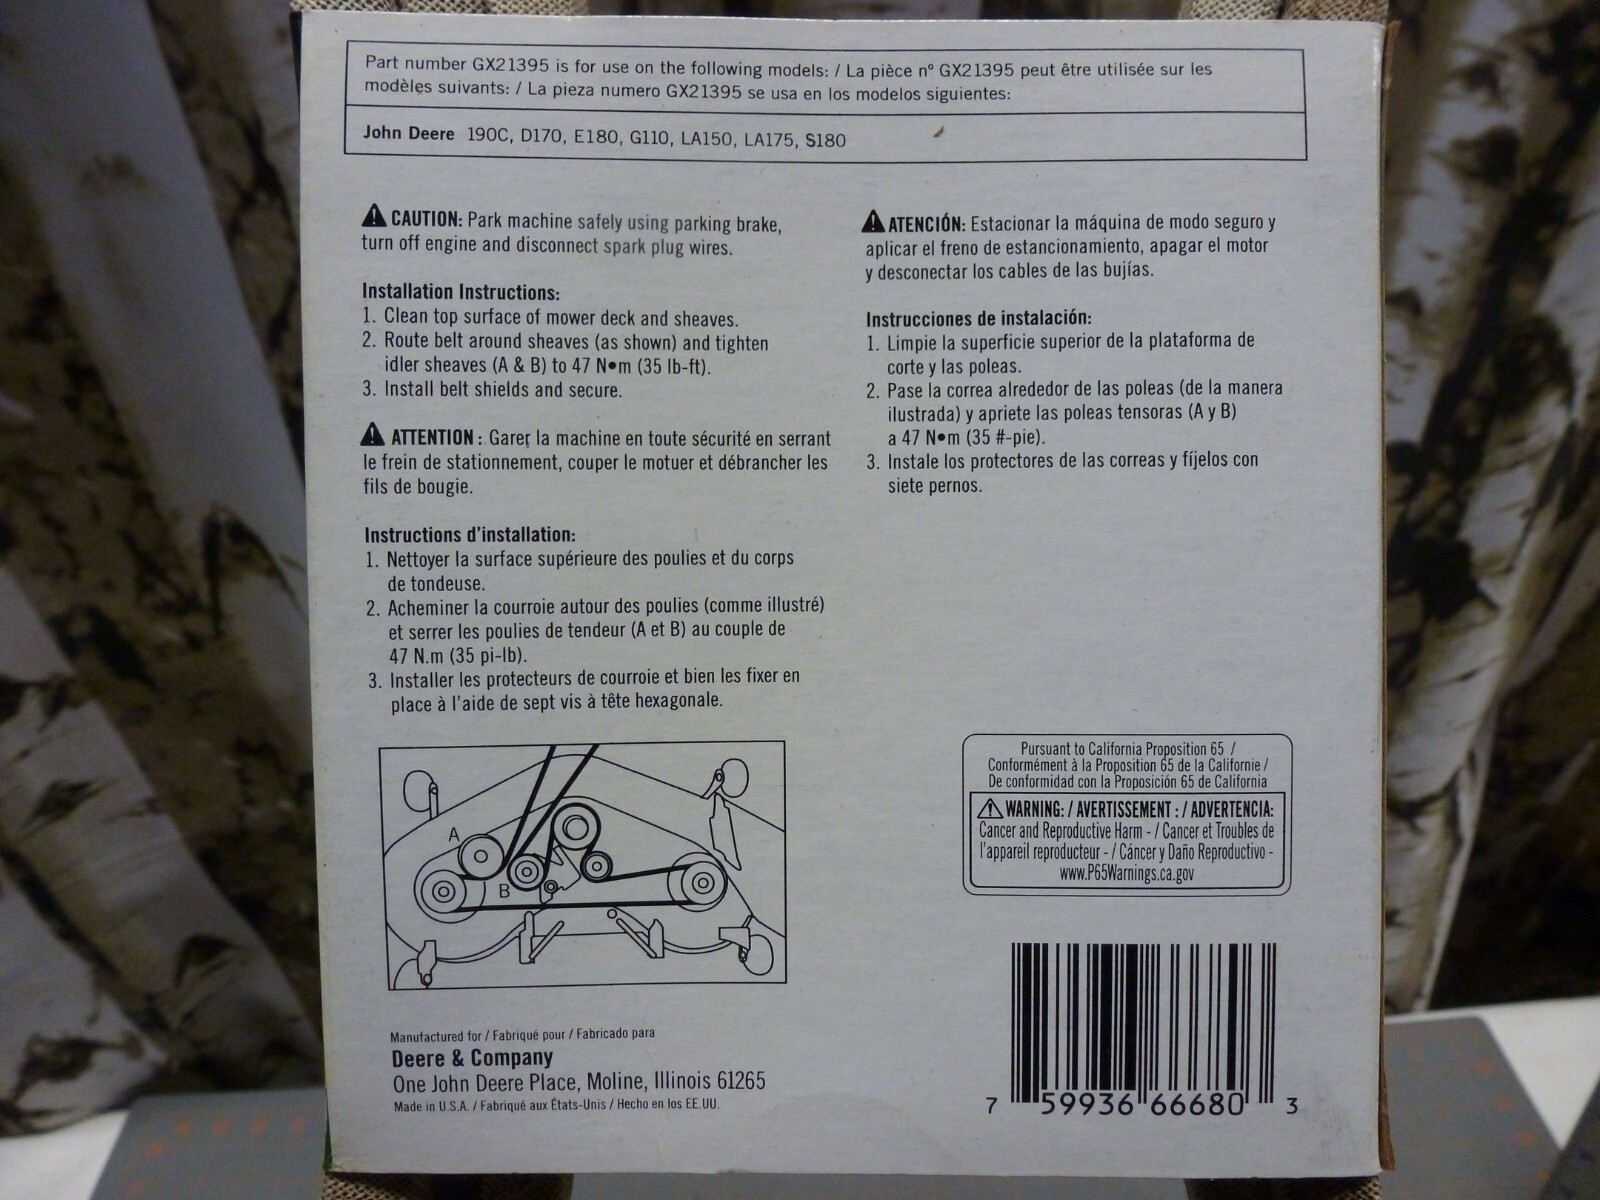 Part number GX21395 is for use on the following models: / La pièce nº GX21395 peut être utilisée sur les
modèles suivants: / La pieza numero GX21395 se usa en los modelos siguientes:
John Deere 190C, D170, E180, G110, LA150, LA175, S180
CAUTION: Park machine safely using parking brake,
turn off engine and disconnect spark plug wires.
Installation Instructions:
1. Clean top surface of mower deck and sheaves.
2. Route belt around sheaves (as shown) and tighten
idler sheaves (A & B) to 47 N•m (35 lb-ft).
3. Install belt shields and secure.
ATTENTION : Garer la machine en toute sécurité en serrant
le frein de stationnement, couper le motuer et débrancher les
fils de bougie.
Instructions d'installation:
1. Nettoyer la surface supérieure des poulies et du corps
de tondeuse.
2. Acheminer la courroie autour des poulies (comme illustré)
et serrer les poulies de tendeur (A et B) au couple de
47 N.m (35 pi-lb).
3. Installer les protecteurs de courroie et bien les fixer en
place à l'aide de sept vis à tête hexagonale.
ATENCIÓN: Estacionar la máquina de modo seguro y
aplicar el freno de estancionamiento, apagar el motor
y desconectar los cables de las bujías.
Instrucciones de instalación:
1. Limpie la superficie superior de la plataforma de
corte y las poleas.
2. Pase la correa alrededor de las poleas (de la manera
ilustrada) y apriete las poleas tensoras (A y B)
a 47 N•m (35 #-pie).
3. Instale los protectores de las correas y fíjelos con
siete pernos.
A
B
Pursuant to California Proposition 65 /
Conformément à la Proposition 65 de la Californie /
De conformidad con la Proposición 65 de California
WARNING: / AVERTISSEMENT : / ADVERTENCIA:
Cancer and Reproductive Harm - / Cancer et Troubles de
l'appareil reproducteur - / Cáncer y Daño Reproductivo -
www.P65Warnings.ca.gov
Manufactured for / Fabriqué pour / Fabricado para
Deere & Company
One John Deere Place, Moline, Illinois 61265
Made in U.S.A. / Fabriqué aux États-Unis / Hecho en los EE.UU.
7 59936 66680 3